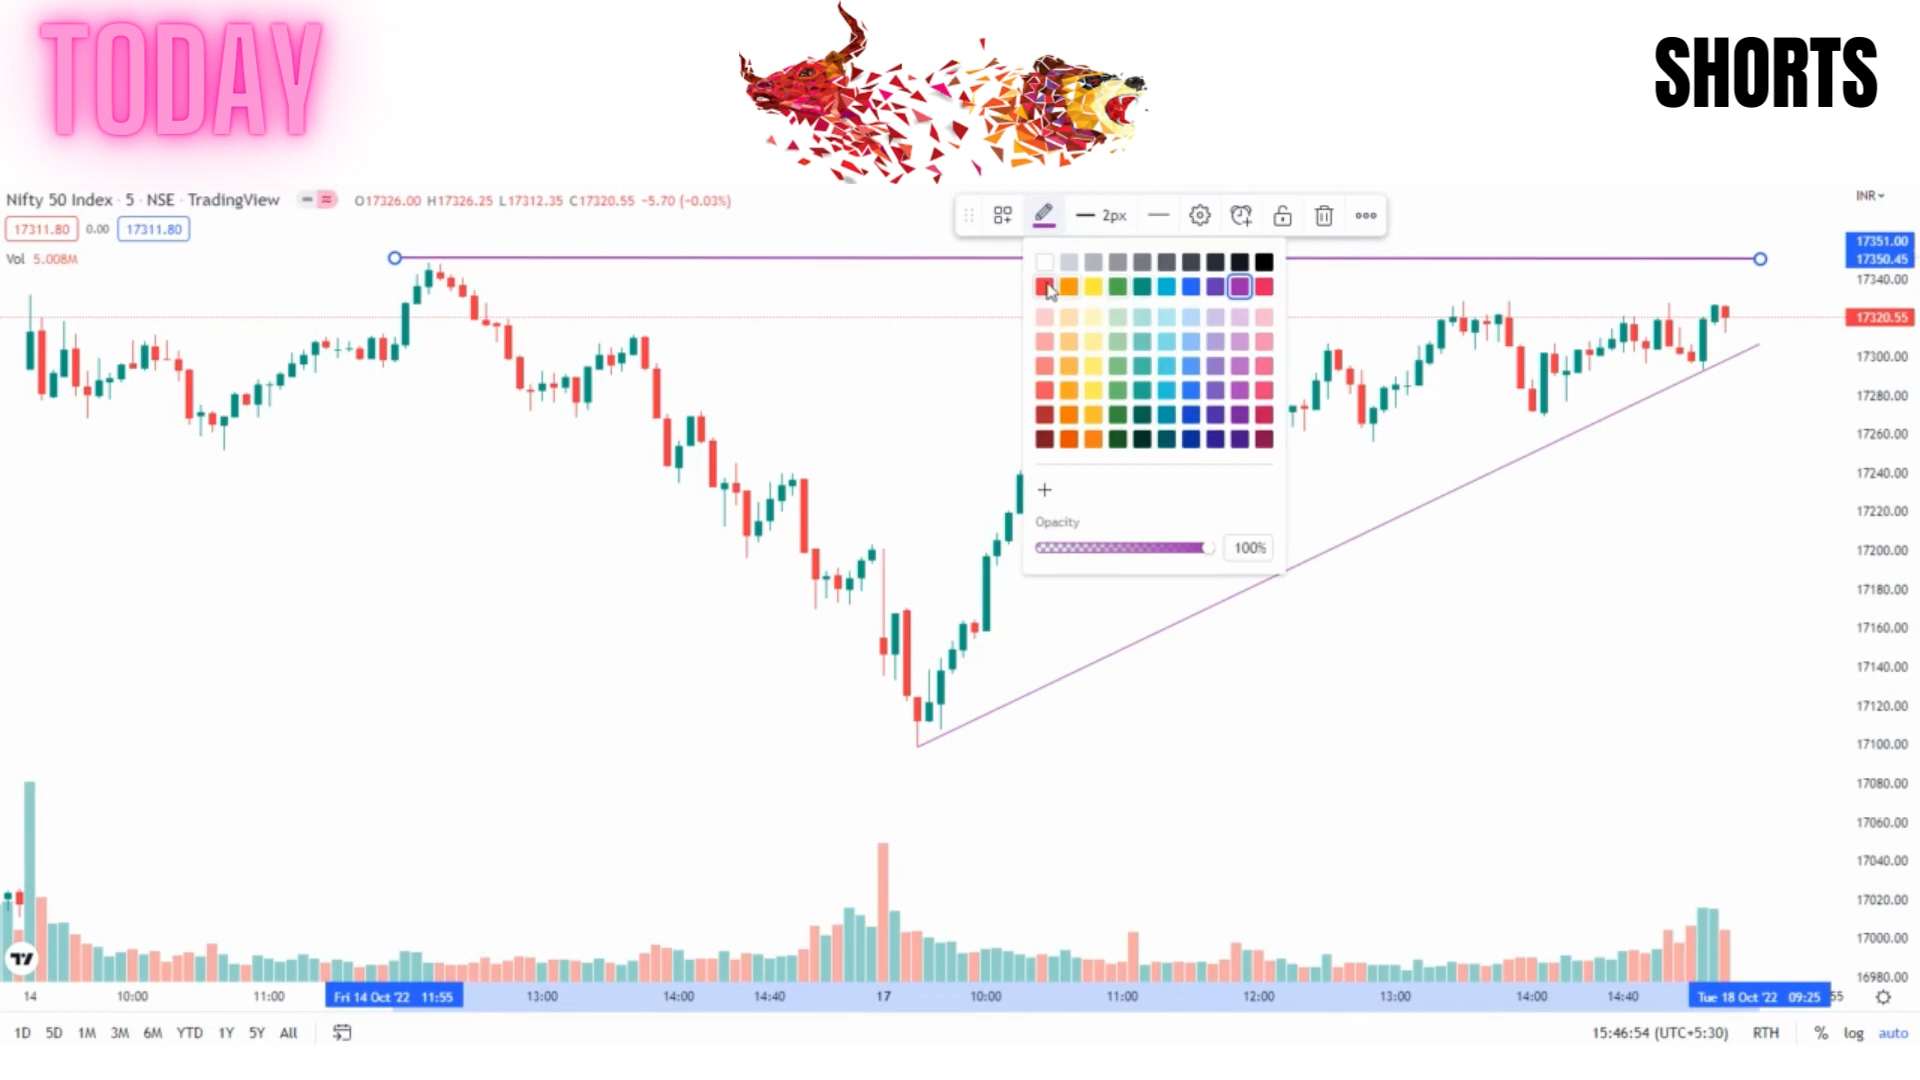 TODAY
SHORTS
Nifty 50 Index · 5 · NSE · TradingView O17326.00 H17326.25 L17312.35 C17320.55 −5.70 (−0.03%)
17311.80 0.00 17311.80
Vol 5.008M
2px
INR
17351.00
17350.45
17340.00
17320.55
17300.00
17280.00
17260.00
17240.00
17220.00
17200.00
17180.00
17160.00
17140.00
17120.00
17100.00
17080.00
17060.00
17040.00
17020.00
17000.00
16980.00
Opacity
100%
14 10:00 11:00 Fri 14 Oct '22 11:55 13:00 14:00 14:40 17 10:00 11:00 12:00 13:00 14:00 14:40 Tue 18 Oct '22 09:25 55
1D 5D 1M 3M 6M YTD 1Y 5Y All 15:46:54 (UTC+5:30) RTH % log auto